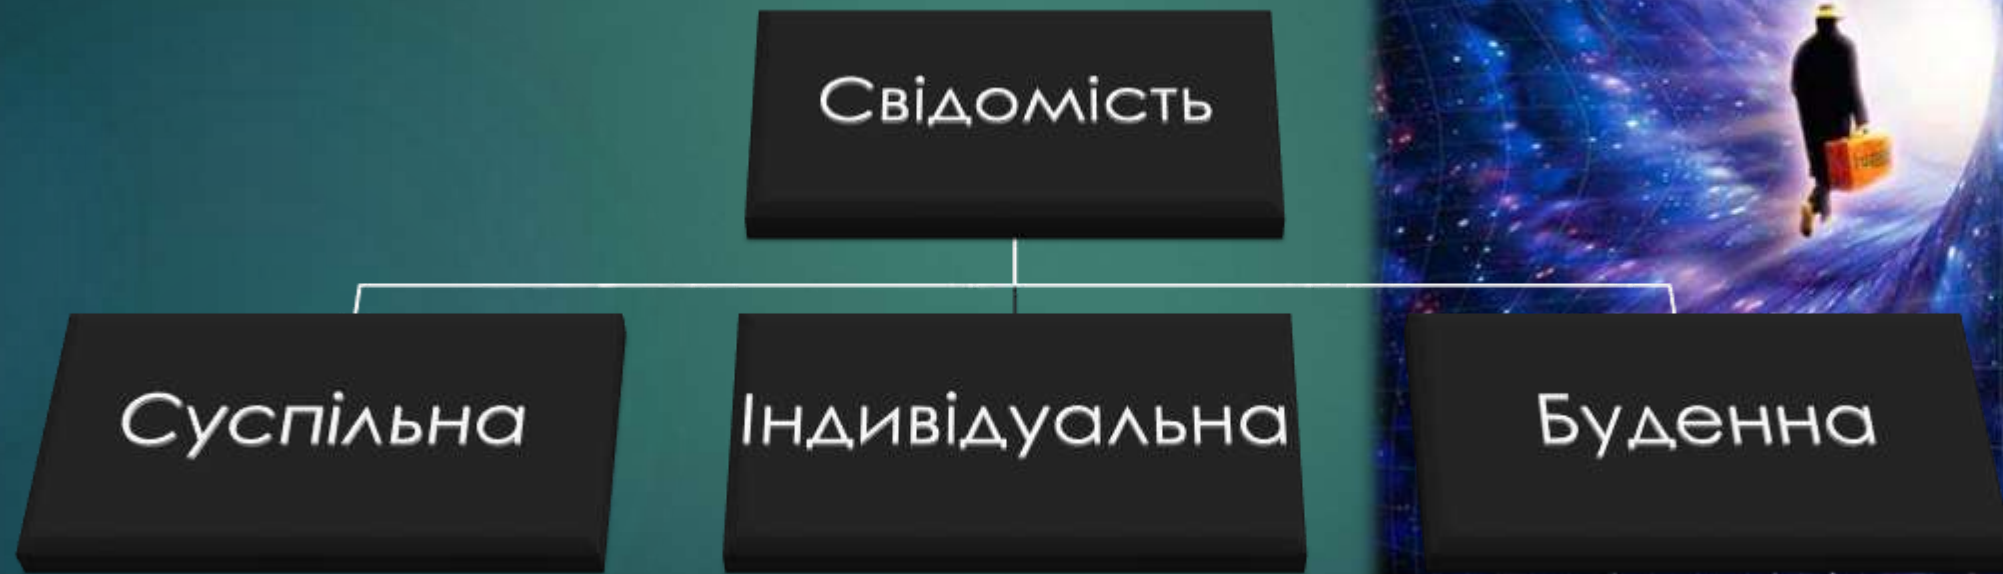 Свідомість
Суспільна
Індивідуальна
Буденна